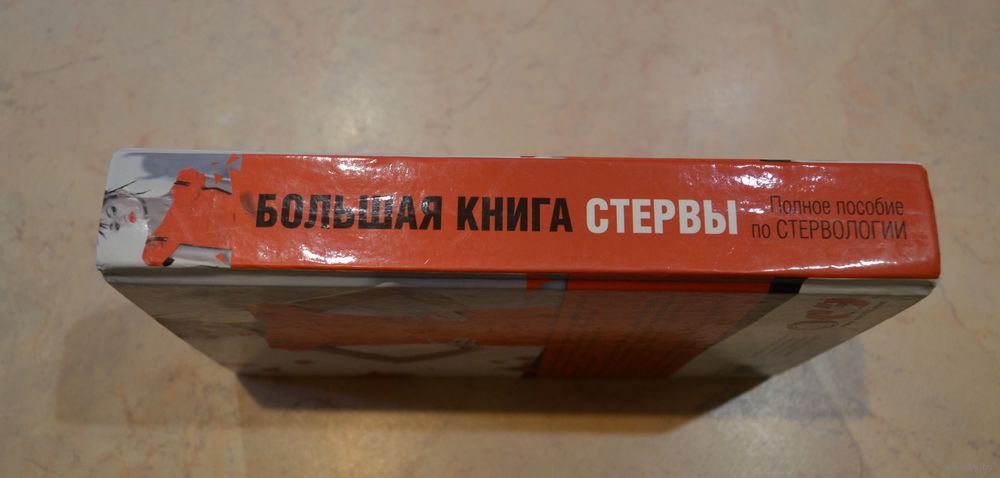 БОЛЬШАЯ КНИГА СТЕРВЫ
Полное пособие
по СТЕРВОЛОГИИ